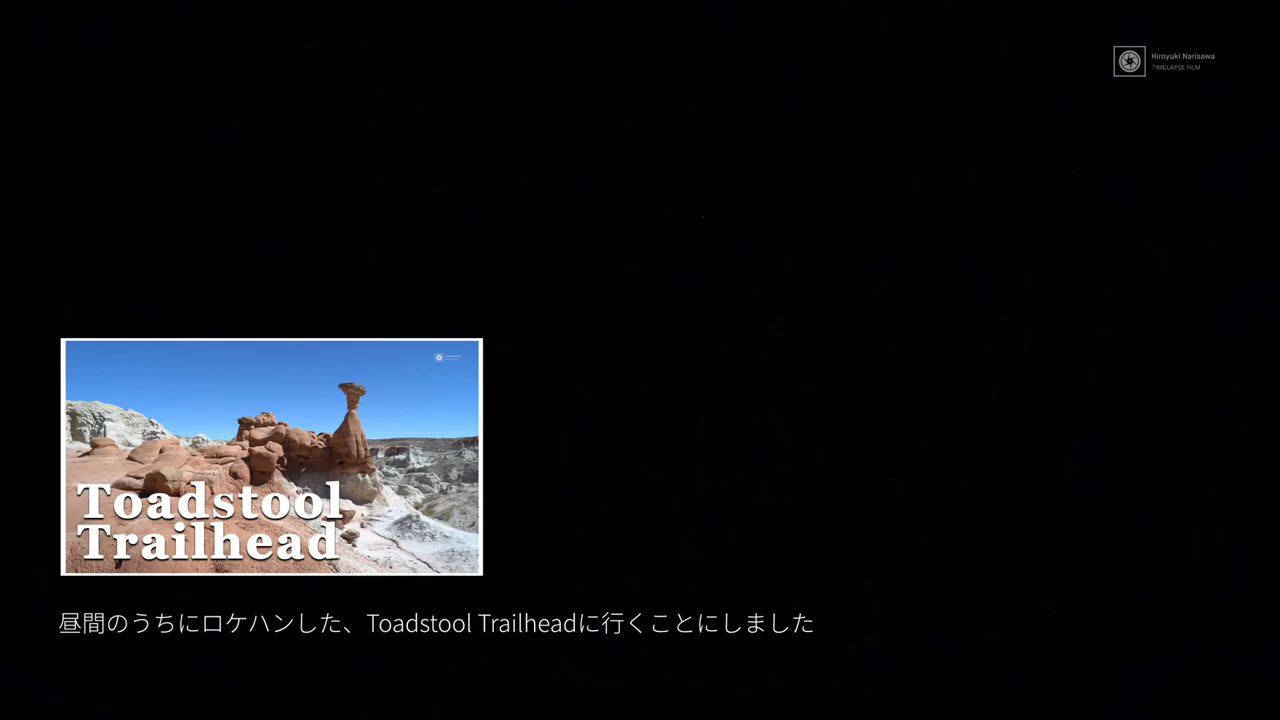 Hiroyuki Narisawa
TIMELAPSE FILM
Toadstool
Trailhead
昼間のうちにロケハンした、Toadstool Trailheadに行くことにしました